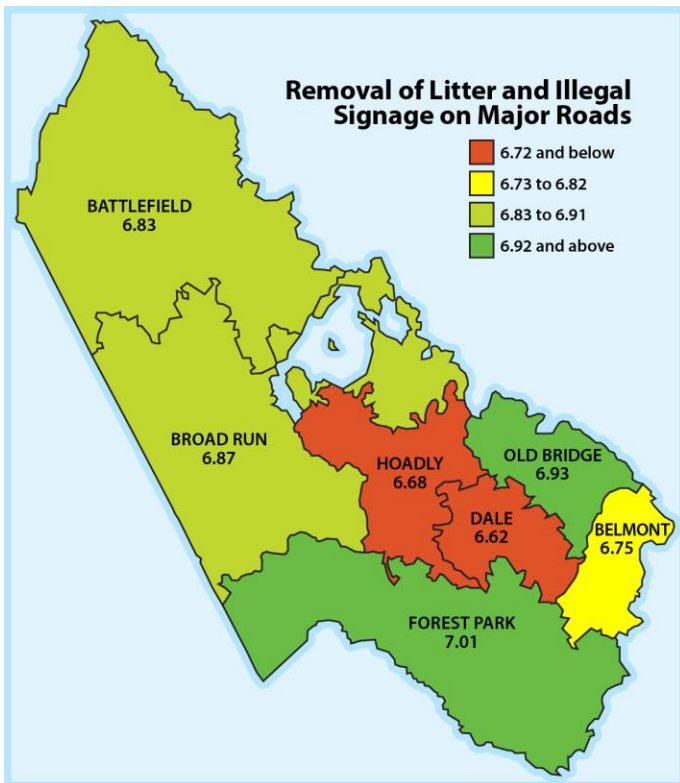 Removal of Litter and Illegal
Signage on Major Roads
6.72 and below
6.73 to 6.82
6.83 to 6.91
6.92 and above
BATTLEFIELD
6.83
BROAD RUN
6.87
HOADLY
6.68
OLD BRIDGE
6.93
DALE
6.62
BELMONT
6.75
FOREST PARK
7.01